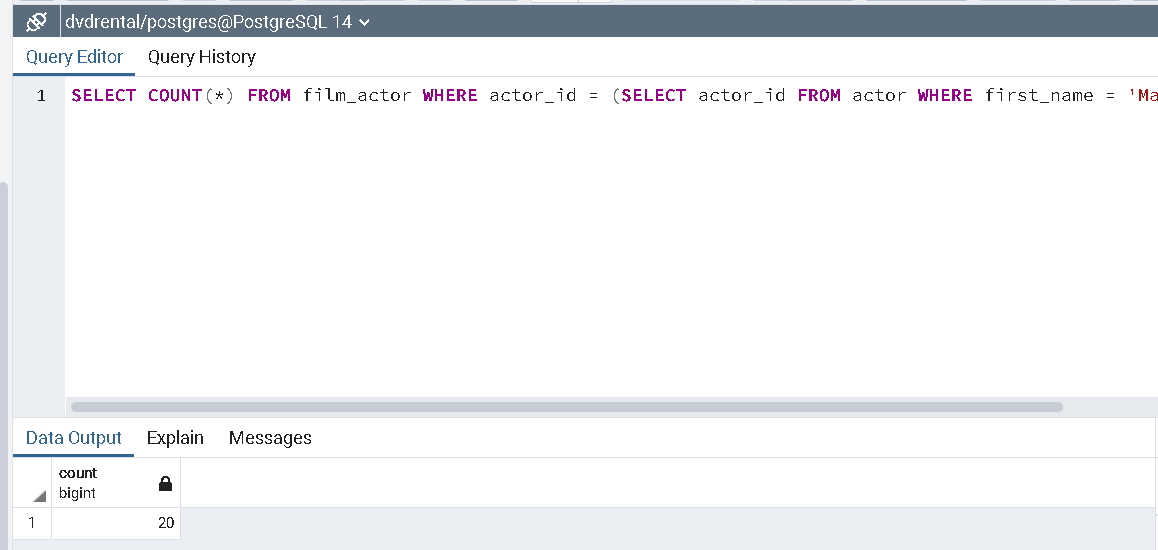 dvdrental/postgres@PostgreSQL 14
Query Editor Query History
1 SELECT COUNT(*) FROM film_actor WHERE actor_id = (SELECT actor_id FROM actor WHERE first_name = 'Ma
Data Output Explain Messages
count
bigint
1 20